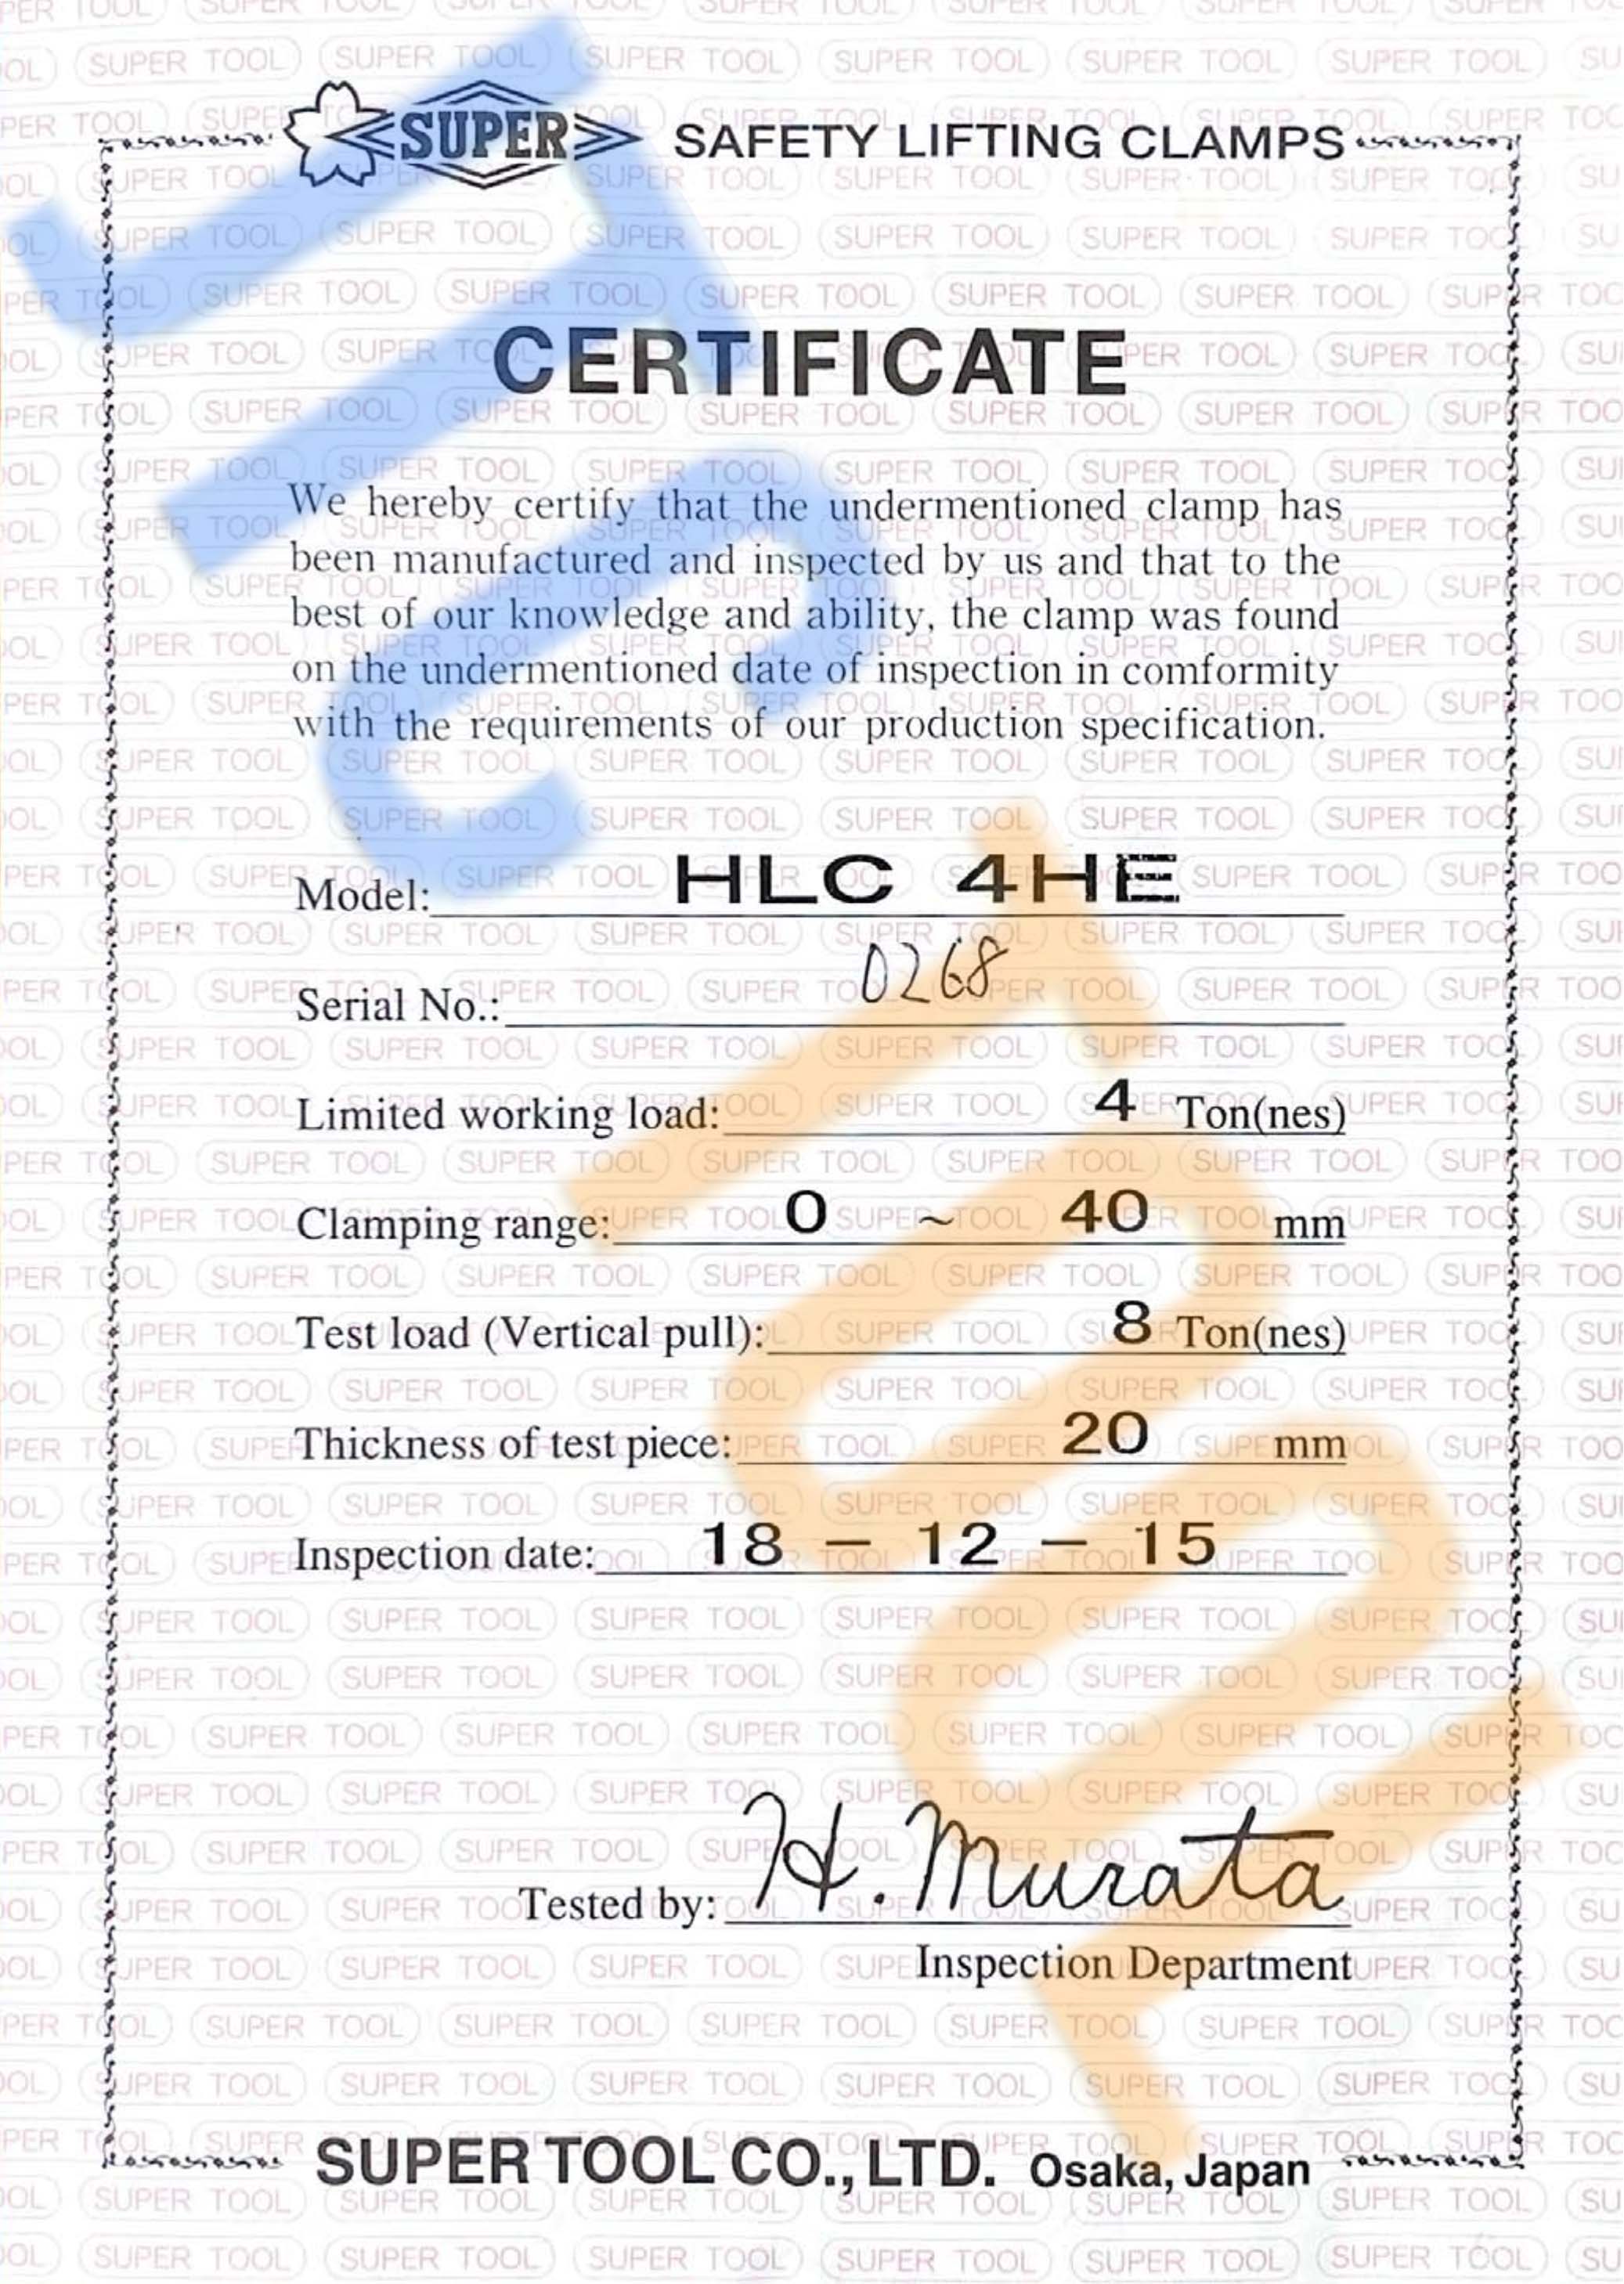 SUPER SAFETY LIFTING CLAMPS
CERTIFICATE
We hereby certify that the undermentioned clamp has
been manufactured and inspected by us and that to the
best of our knowledge and ability, the clamp was found
on the undermentioned date of inspection in comformity
with the requirements of our production specification.
Model: HLC 4HE
Serial No.: 0268
Limited working load: 4 Ton(nes)
Clamping range: 0 ~ 40 mm
Test load (Vertical pull): 8 Ton(nes)
Thickness of test piece: 20 mm
Inspection date: 18 - 12 - 15
Tested by: H. Murata
Inspection Department
SUPER TOOL CO., LTD. Osaka, Japan